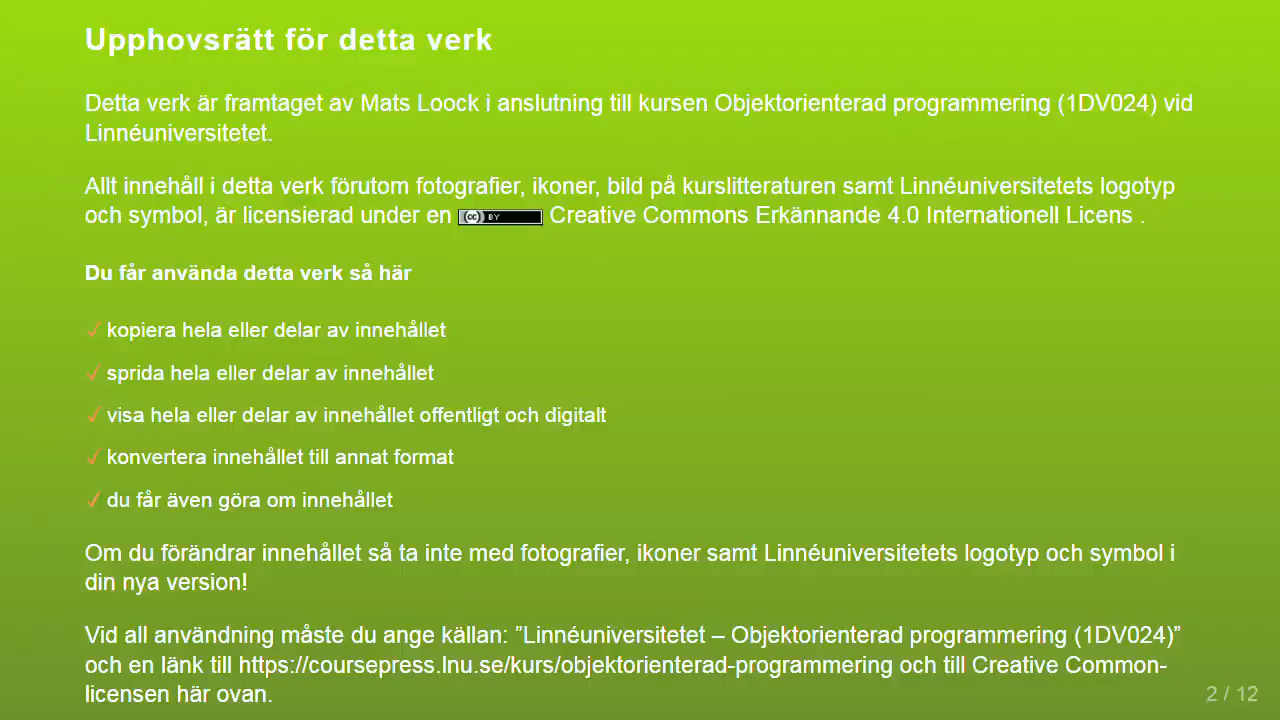 Upphovsrätt för detta verk
Detta verk är framtaget av Mats Loock i anslutning till kursen Objektorienterad programmering (1DV024) vid
Linnéuniversitetet.
Allt innehåll i detta verk förutom fotografier, ikoner, bild på kurslitteraturen samt Linnéuniversitetets logotyp
och symbol, är licensierad under en cc BY Creative Commons Erkännande 4.0 Internationell Licens .
Du får använda detta verk så här
✓ kopiera hela eller delar av innehållet
✓ sprida hela eller delar av innehållet
✓ visa hela eller delar av innehållet offentligt och digitalt
✓ konvertera innehållet till annat format
✓ du får även göra om innehållet
Om du förändrar innehållet så ta inte med fotografier, ikoner samt Linnéuniversitetets logotyp och symbol i
din nya version!
Vid all användning måste du ange källan: ”Linnéuniversitetet – Objektorienterad programmering (1DV024)”
och en länk till https://coursepress.lnu.se/kurs/objektorienterad-programmering och till Creative Common-
licensen här ovan.
2 / 12